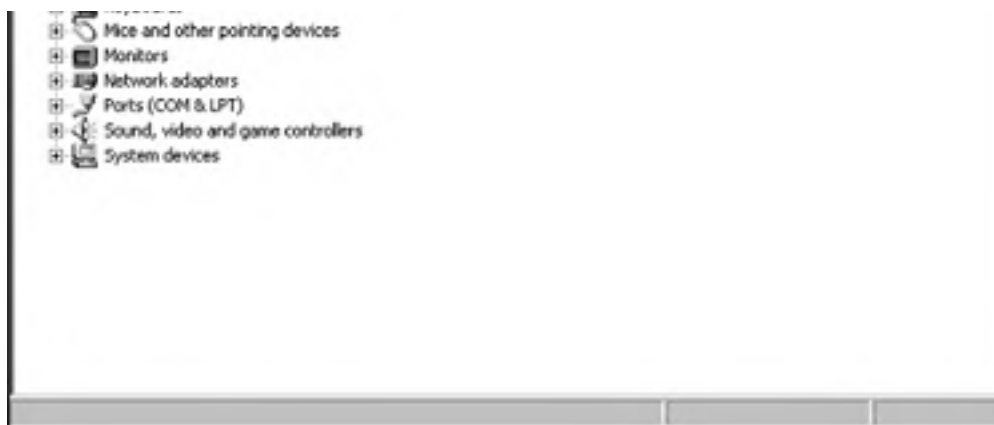 Mice and other pointing devices
Monitors
Network adapters
Ports (COM & LPT)
Sound, video and game controllers
System devices